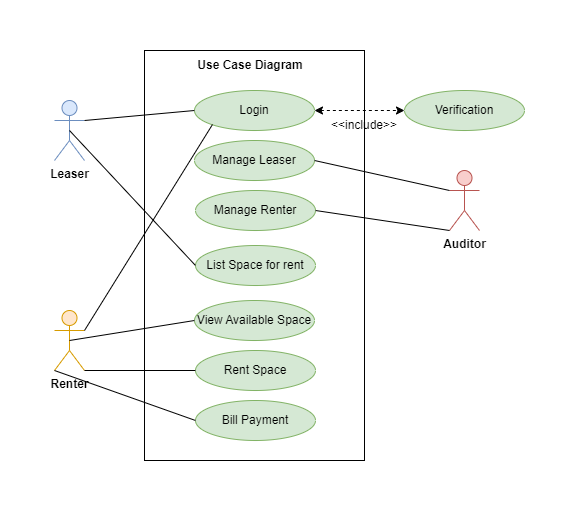 Use Case Diagram
Login
Verification
<<include>>
Manage Leaser
Leaser
Manage Renter
Auditor
List Space for rent
View Available Space
Rent Space
Renter
Bill Payment